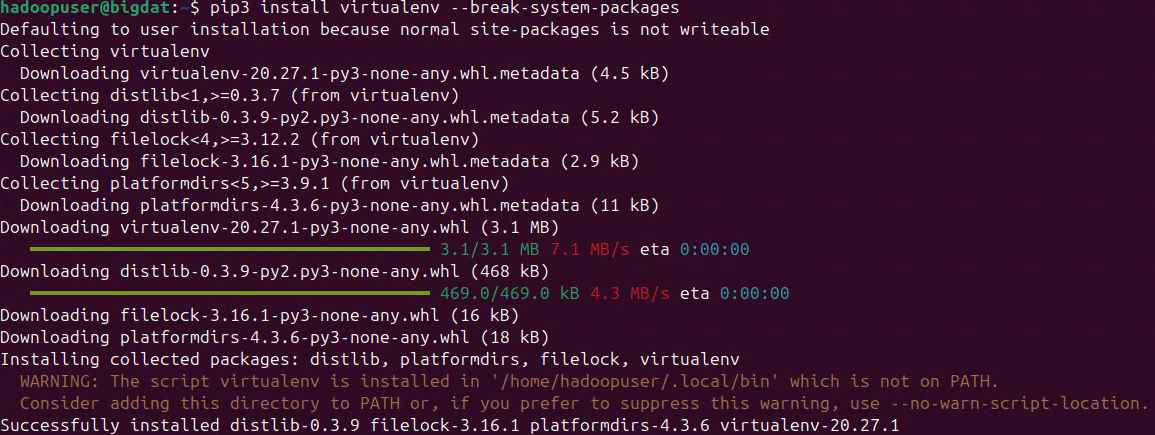 hadoopuser@bigdat:~$ pip3 install virtualenv --break-system-packages
Defaulting to user installation because normal site-packages is not writeable
Collecting virtualenv
  Downloading virtualenv-20.27.1-py3-none-any.whl.metadata (4.5 kB)
Collecting distlib<1,>=0.3.7 (from virtualenv)
  Downloading distlib-0.3.9-py2.py3-none-any.whl.metadata (5.2 kB)
Collecting filelock<4,>=3.12.2 (from virtualenv)
  Downloading filelock-3.16.1-py3-none-any.whl.metadata (2.9 kB)
Collecting platformdirs<5,>=3.9.1 (from virtualenv)
  Downloading platformdirs-4.3.6-py3-none-any.whl.metadata (11 kB)
Downloading virtualenv-20.27.1-py3-none-any.whl (3.1 MB)
3.1/3.1 MB 7.1 MB/s eta 0:00:00
Downloading distlib-0.3.9-py2.py3-none-any.whl (468 kB)
469.0/469.0 kB 4.3 MB/s eta 0:00:00
Downloading filelock-3.16.1-py3-none-any.whl (16 kB)
Downloading platformdirs-4.3.6-py3-none-any.whl (18 kB)
Installing collected packages: distlib, platformdirs, filelock, virtualenv
  WARNING: The script virtualenv is installed in '/home/hadoopuser/.local/bin' which is not on PATH.
  Consider adding this directory to PATH or, if you prefer to suppress this warning, use --no-warn-script-location.
Successfully installed distlib-0.3.9 filelock-3.16.1 platformdirs-4.3.6 virtualenv-20.27.1